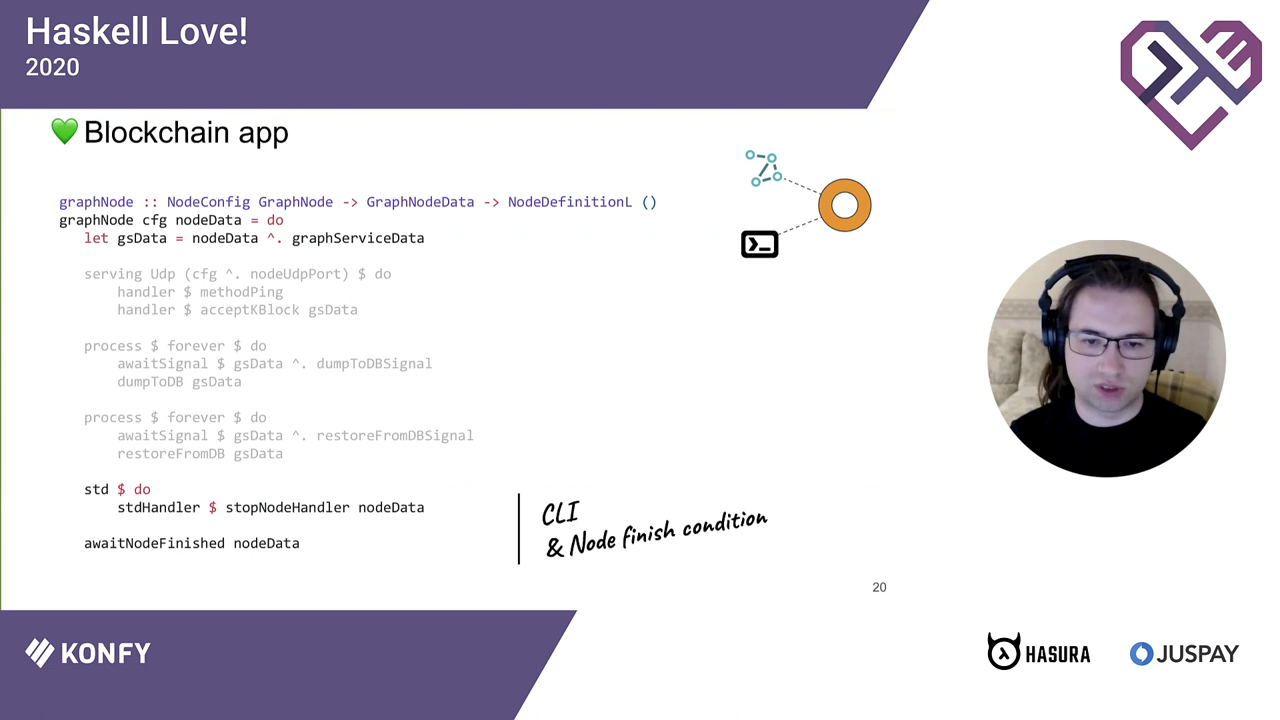 Haskell Love!
2020
Blockchain app
graphNode :: NodeConfig GraphNode -> GraphNodeData -> NodeDefinitionL ()
graphNode cfg nodeData = do
let gsData = nodeData ^. graphServiceData
serving Udp (cfg ^. nodeUdpPort) $ do
handler $ methodPing
handler $ acceptKBlock gsData
process $ forever $ do
awaitSignal $ gsData ^. dumpToDBSignal
dumpToDB gsData
process $ forever $ do
awaitSignal $ gsData ^. restoreFromDBSignal
restoreFromDB gsData
std $ do
stdHandler $ stopNodeHandler nodeData
awaitNodeFinished nodeData
CLI
& Node finish condition
20
KONFY
HASURA
JUSPAY